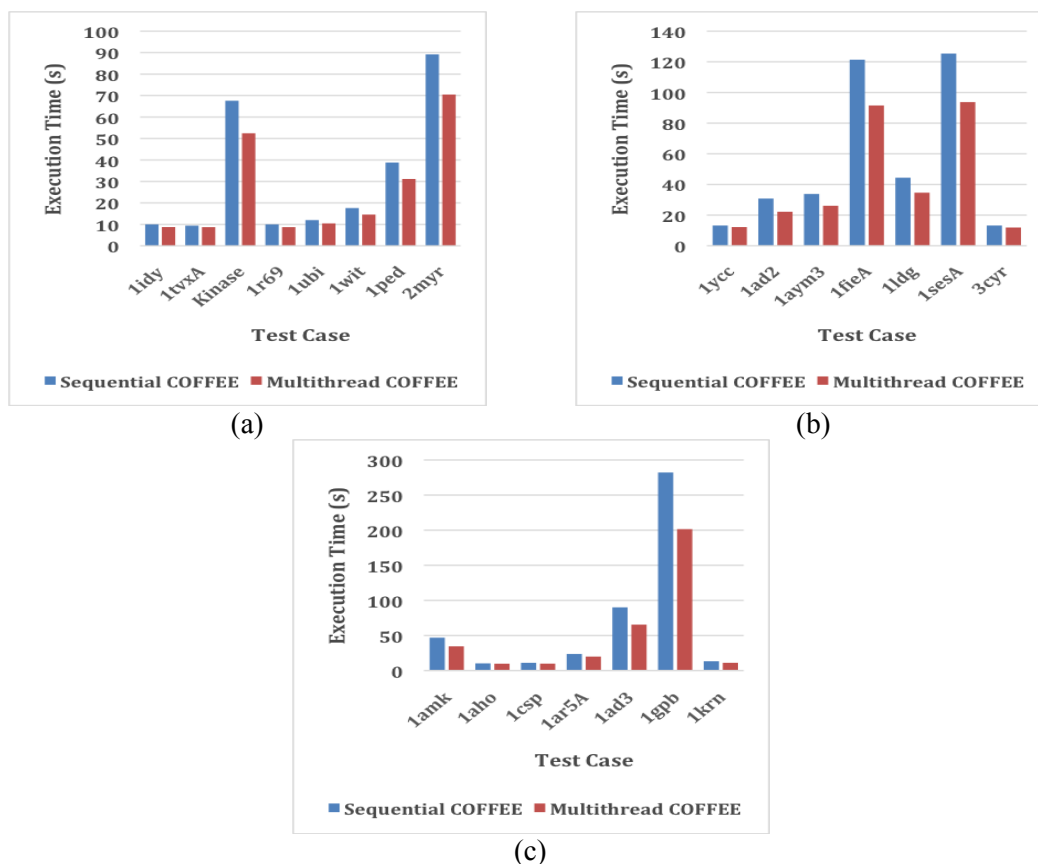 100
90
80
70
60
50
40
30
20
10
0
Execution Time (s)
1idy 1tvxA Kinase 1r69 1ubi 1wit 1ped 2myr
Test Case
Sequential COFFEE Multithread COFFEE
(a)
140
120
100
80
60
40
20
0
Execution Time (s)
1ycc 1ad2 1aym3 1fieA 1ldg 1sesA 3cyr
Test Case
Sequential COFFEE Multithread COFFEE
(b)
300
250
200
150
100
50
0
Execution Time (s)
1amk 1aho 1csp 1ar5A 1ad3 1gpb 1krn
Test Case
Sequential COFFEE Multithread COFFEE
(c)